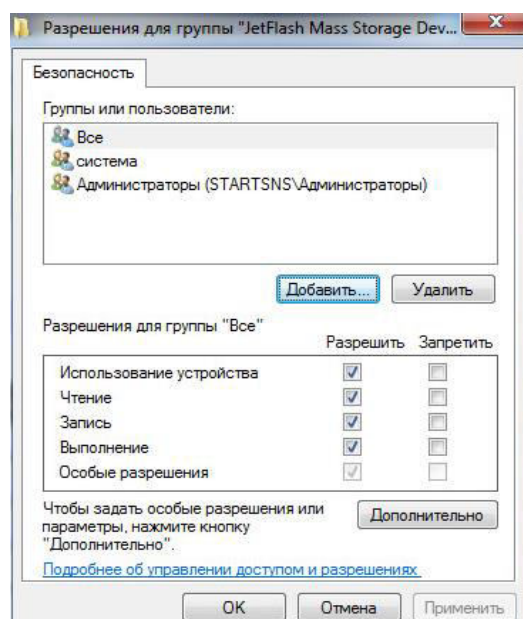 Разрешения для группы "JetFlash Mass Storage Dev...
Безопасность
Группы или пользователи:
Все
система
Администраторы (STARTSNS\Администраторы)
Добавить... Удалить
Разрешения для группы "Все"
Разрешить Запретить
Использование устройства
Чтение
Запись
Выполнение
Особые разрешения
Чтобы задать особые разрешения или
параметры, нажмите кнопку
"Дополнительно".
Дополнительно
Подробнее об управлении доступом и разрешениях
OK Отмена Применить